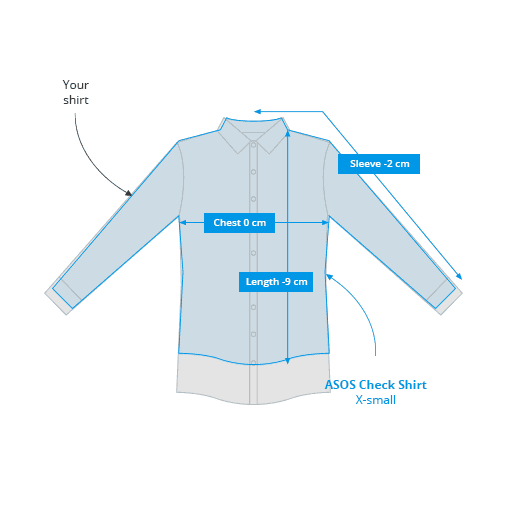 Your
shirt
Sleeve -2 cm
Chest 0 cm
Length -9 cm
ASOS Check Shirt
X-small